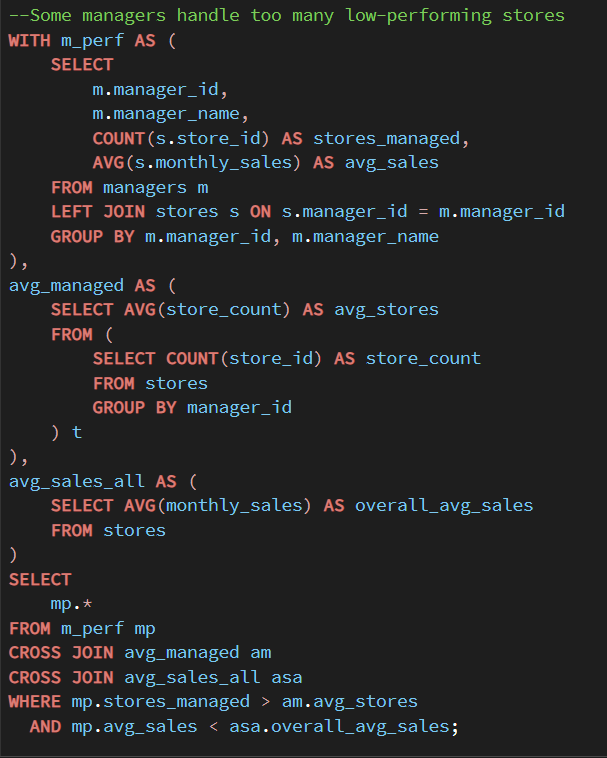 --Some managers handle too many low-performing stores
WITH m_perf AS (
    SELECT
        m.manager_id,
        m.manager_name,
        COUNT(s.store_id) AS stores_managed,
        AVG(s.monthly_sales) AS avg_sales
    FROM managers m
    LEFT JOIN stores s ON s.manager_id = m.manager_id
    GROUP BY m.manager_id, m.manager_name
),
avg_managed AS (
    SELECT AVG(store_count) AS avg_stores
    FROM (
        SELECT COUNT(store_id) AS store_count
        FROM stores
        GROUP BY manager_id
    ) t
),
avg_sales_all AS (
    SELECT AVG(monthly_sales) AS overall_avg_sales
    FROM stores
)
SELECT
    mp.*
FROM m_perf mp
CROSS JOIN avg_managed am
CROSS JOIN avg_sales_all asa
WHERE mp.stores_managed > am.avg_stores
  AND mp.avg_sales < asa.overall_avg_sales;